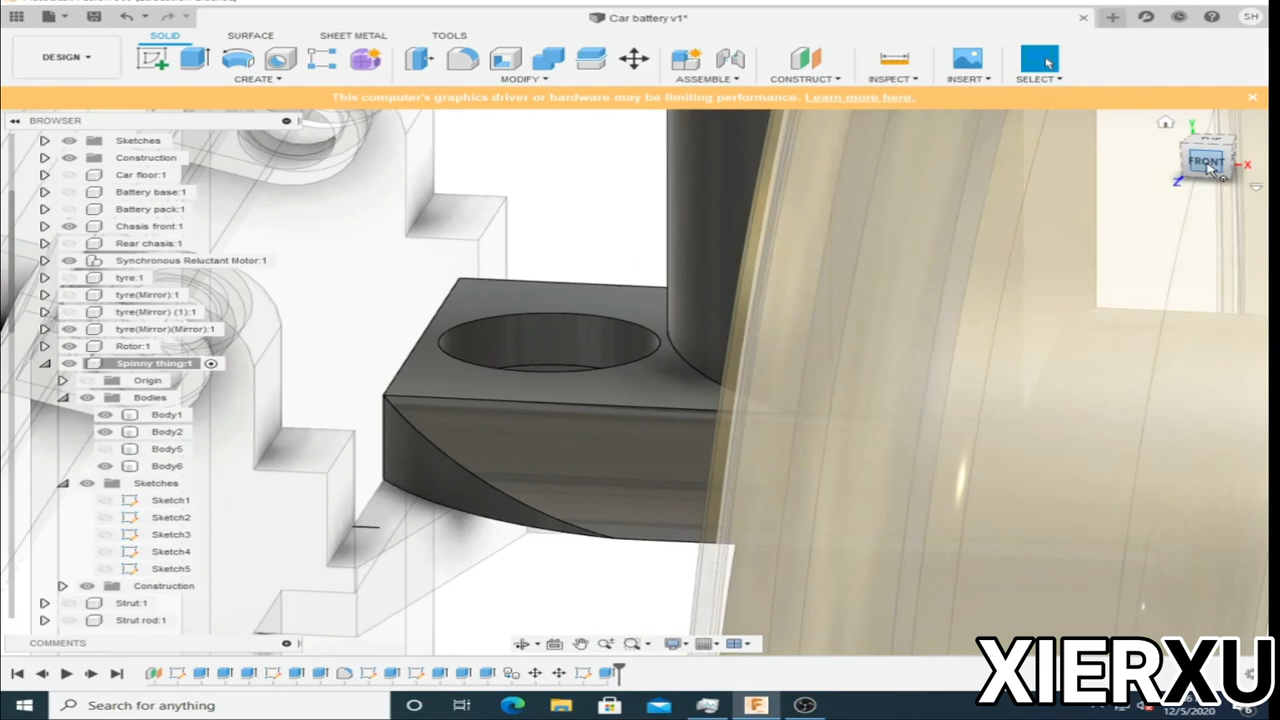 Car battery v1*
SH
DESIGN
SOLID
SURFACE
SHEET METAL
TOOLS
CREATE
MODIFY
ASSEMBLE
CONSTRUCT
INSPECT
INSERT
SELECT
This computer's graphics driver or hardware may be limiting performance. Learn more here.
BROWSER
Sketches
Construction
Car floor:1
Battery base:1
Battery pack:1
Chasis front:1
Rear chasis:1
Synchronous Reluctant Motor:1
tyre:1
tyre(Mirror):1
tyre(Mirror) (1):1
tyre(Mirror)(Mirror):1
Rotor:1
Spinny thing:1
Origin
Bodies
Body1
Body2
Body5
Body6
Sketches
Sketch1
Sketch2
Sketch3
Sketch4
Sketch5
Construction
Strut:1
Strut rod:1
COMMENTS
Y
FRONT
X
Z
XIERXU
Search for anything
12/5/2020